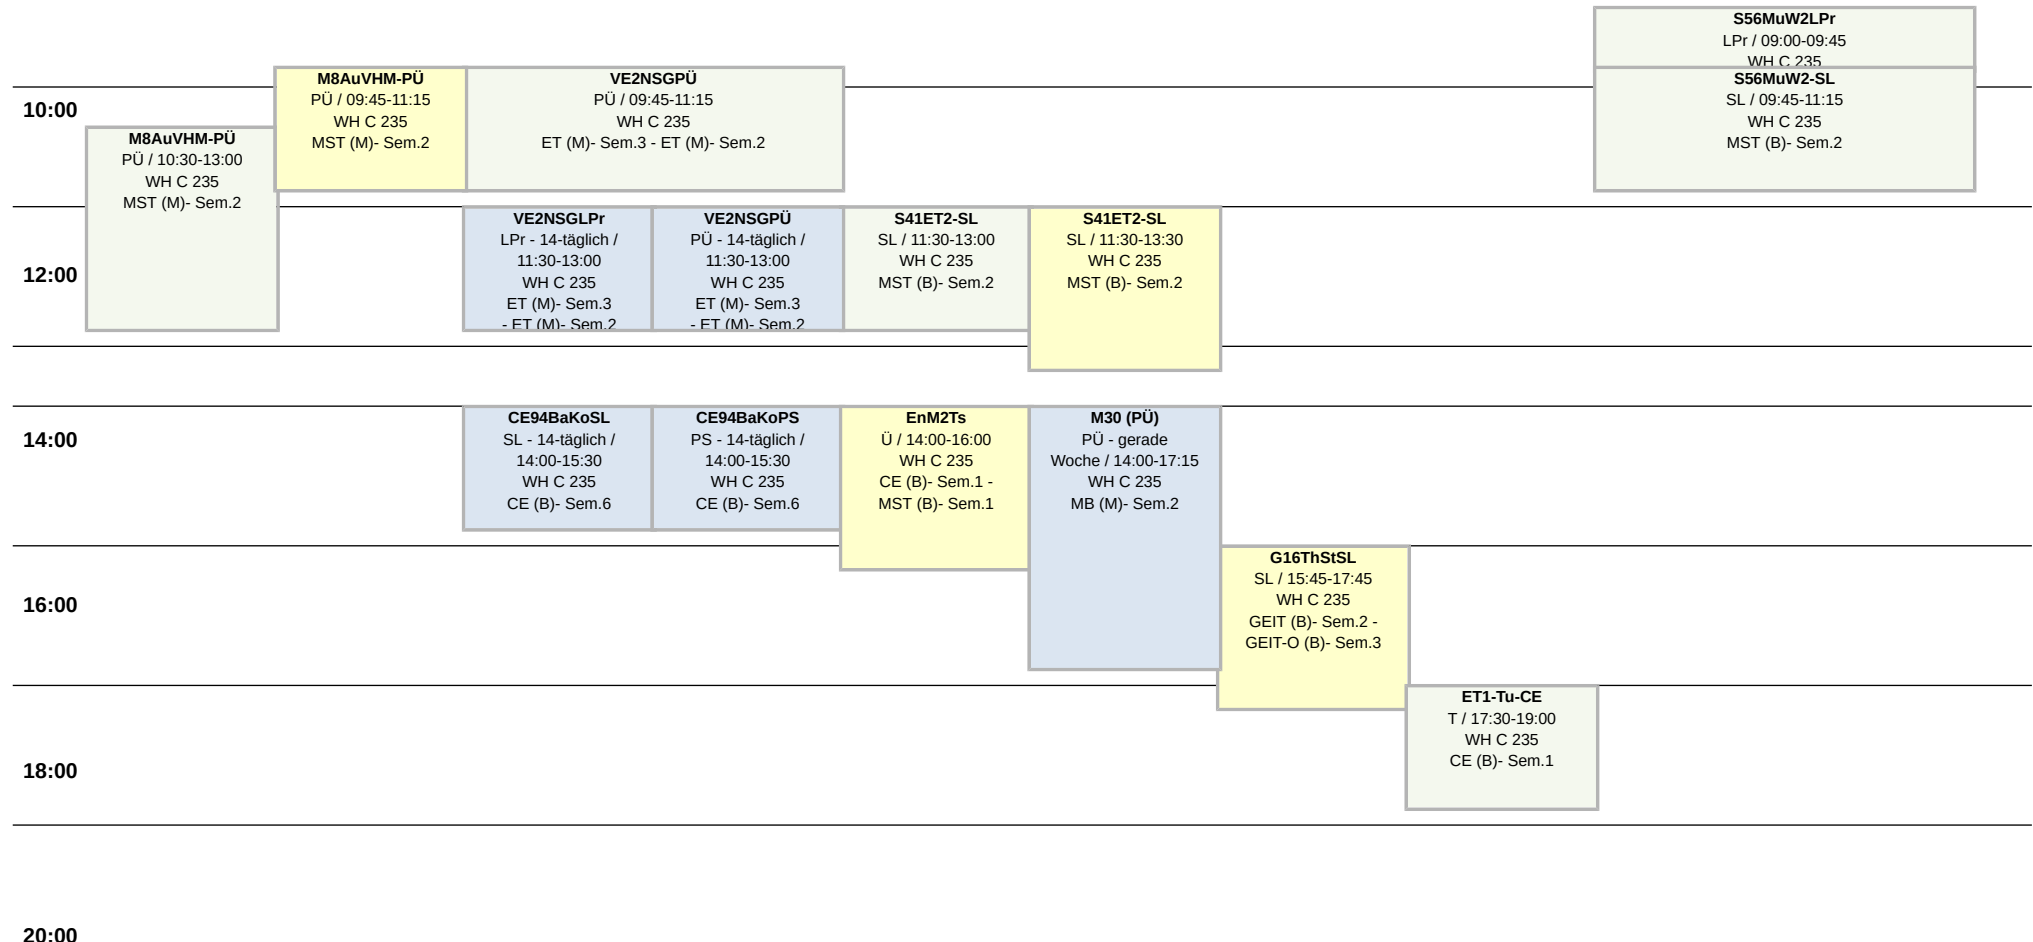 S56MuW2LPr
LPr / 09:00-09:45
WH C 235
M8AuVHM-PÜ
PÜ / 09:45-11:15
WH C 235
MST (M)- Sem.2
VE2NSGPÜ
PÜ / 09:45-11:15
WH C 235
ET (M)- Sem.3 - ET (M)- Sem.2
S56MuW2-SL
SL / 09:45-11:15
WH C 235
MST (B)- Sem.2
10:00
M8AuVHM-PÜ
PÜ / 10:30-13:00
WH C 235
MST (M)- Sem.2
VE2NSGLPr
LPr - 14-täglich /
11:30-13:00
WH C 235
ET (M)- Sem.3
- ET (M)- Sem.2
VE2NSGPÜ
PÜ - 14-täglich /
11:30-13:00
WH C 235
ET (M)- Sem.3
- ET (M)- Sem.2
S41ET2-SL
SL / 11:30-13:00
WH C 235
MST (B)- Sem.2
S41ET2-SL
SL / 11:30-13:30
WH C 235
MST (B)- Sem.2
12:00
CE94BaKoSL
SL - 14-täglich /
14:00-15:30
WH C 235
CE (B)- Sem.6
CE94BaKoPS
PS - 14-täglich /
14:00-15:30
WH C 235
CE (B)- Sem.6
EnM2Ts
Ü / 14:00-16:00
WH C 235
CE (B)- Sem.1 -
MST (B)- Sem.1
M30 (PÜ)
PÜ - gerade
Woche / 14:00-17:15
WH C 235
MB (M)- Sem.2
14:00
G16ThStSL
SL / 15:45-17:45
WH C 235
GEIT (B)- Sem.2 -
GEIT-O (B)- Sem.3
16:00
ET1-Tu-CE
T / 17:30-19:00
WH C 235
CE (B)- Sem.1
18:00
20:00